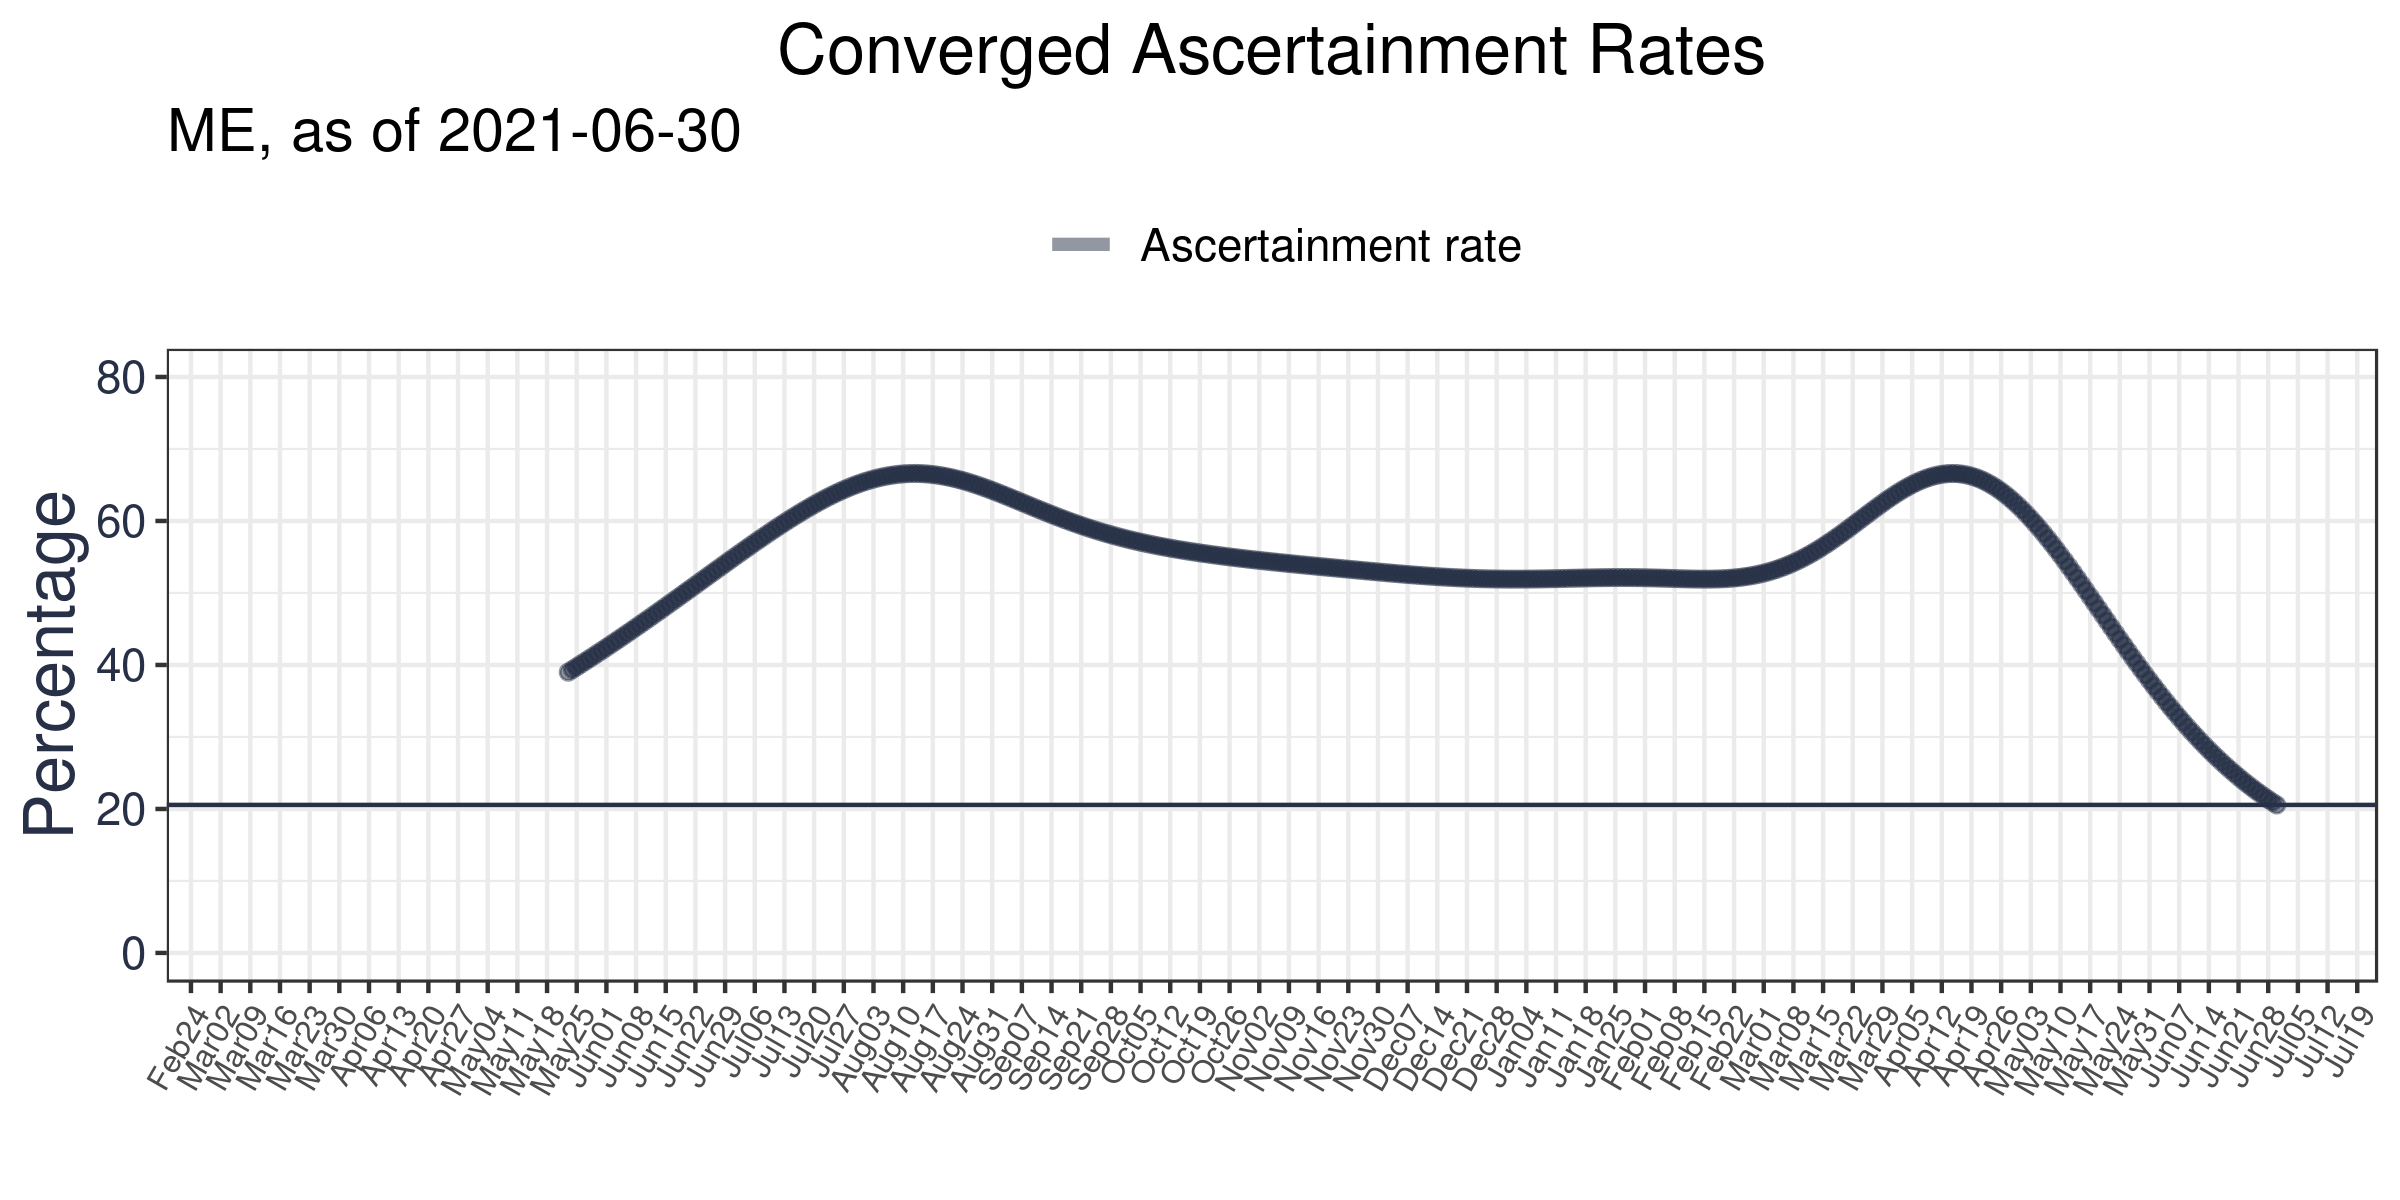 Converged Ascertainment Rates
ME, as of 2021-06-30
Ascertainment rate
Percentage
80
60
40
20
0
Feb24 Mar02 Mar09 Mar16 Mar23 Mar30 Apr06 Apr13 Apr20 Apr27 May04 May11 May18 May25 Jun01 Jun08 Jun15 Jun22 Jun29 Jul06 Jul13 Jul20 Jul27 Aug03 Aug10 Aug17 Aug24 Aug31 Sep07 Sep14 Sep21 Sep28 Oct05 Oct12 Oct19 Oct26 Nov02 Nov09 Nov16 Nov23 Nov30 Dec07 Dec14 Dec21 Dec28 Jan04 Jan11 Jan18 Jan25 Feb01 Feb08 Feb15 Feb22 Mar01 Mar08 Mar15 Mar22 Mar29 Apr05 Apr12 Apr19 Apr26 May03 May10 May17 May24 May31 Jun07 Jun14 Jun21 Jun28 Jul05 Jul12 Jul19